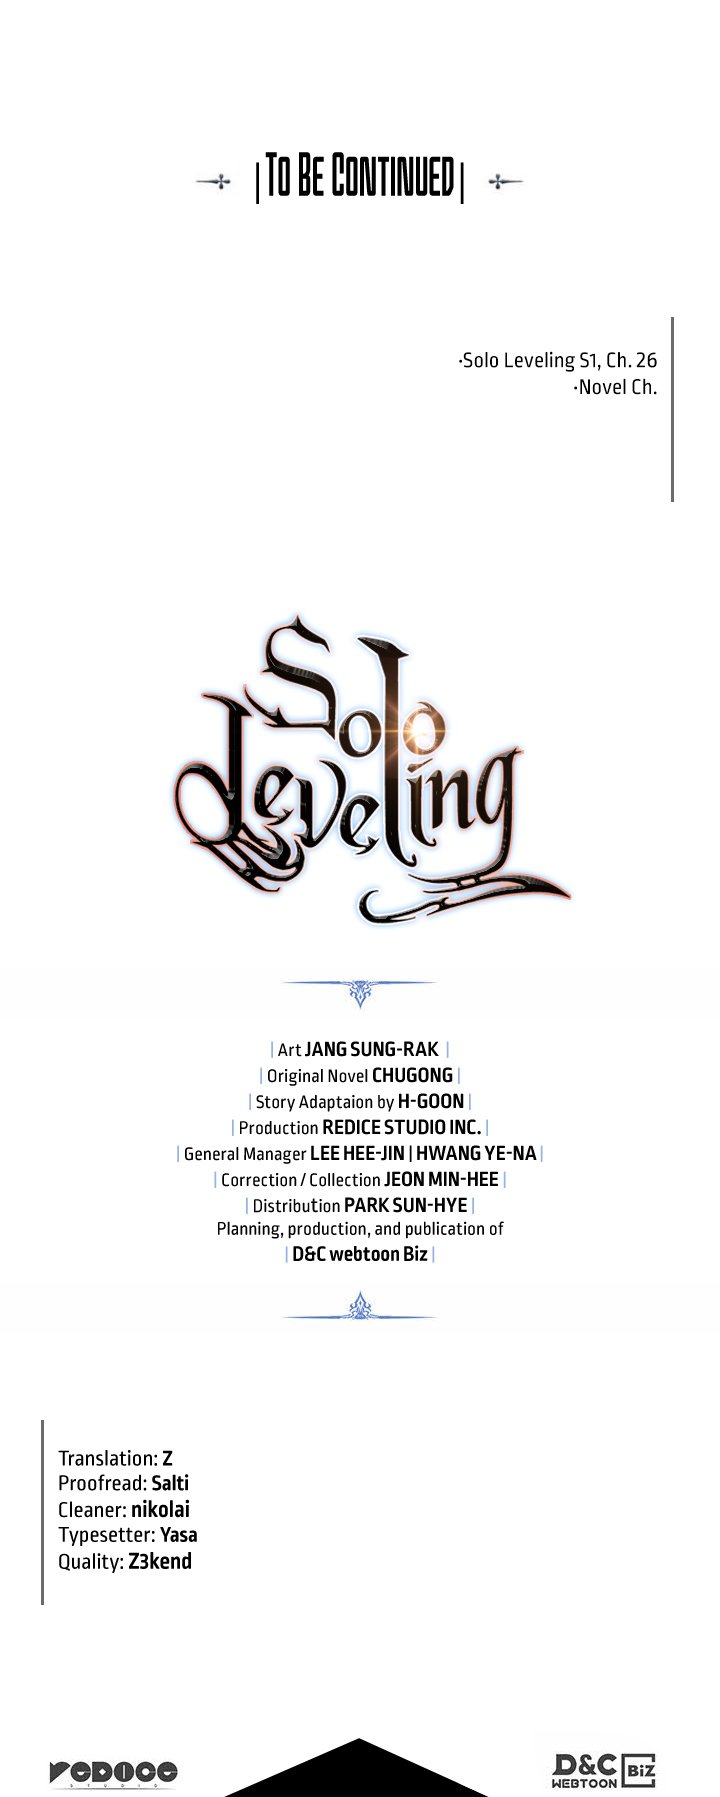 To Be Continued
·Solo Leveling S1, Ch. 26
·Novel Ch.
Solo
Leveling
| Art JANG SUNG-RAK |
| Original Novel CHUGONG |
| Story Adaptaion by H-GOON |
| Production REDICE STUDIO INC. |
| General Manager LEE HEE-JIN | HWANG YE-NA |
| Correction / Collection JEON MIN-HEE |
| Distribution PARK SUN-HYE |
Planning, production, and publication of
| D&C webtoon Biz |
Translation: Z
Proofread: Salti
Cleaner: nikolai
Typesetter: Yasa
Quality: Z3kend
REDICE
STUDIO
D&C
WEBTOON
BiZ